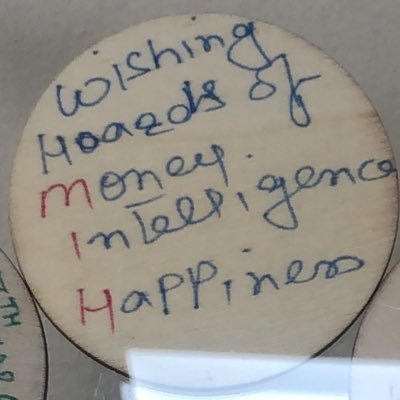 Wishing
Hoards of
Money.
Intelligence
Happiness